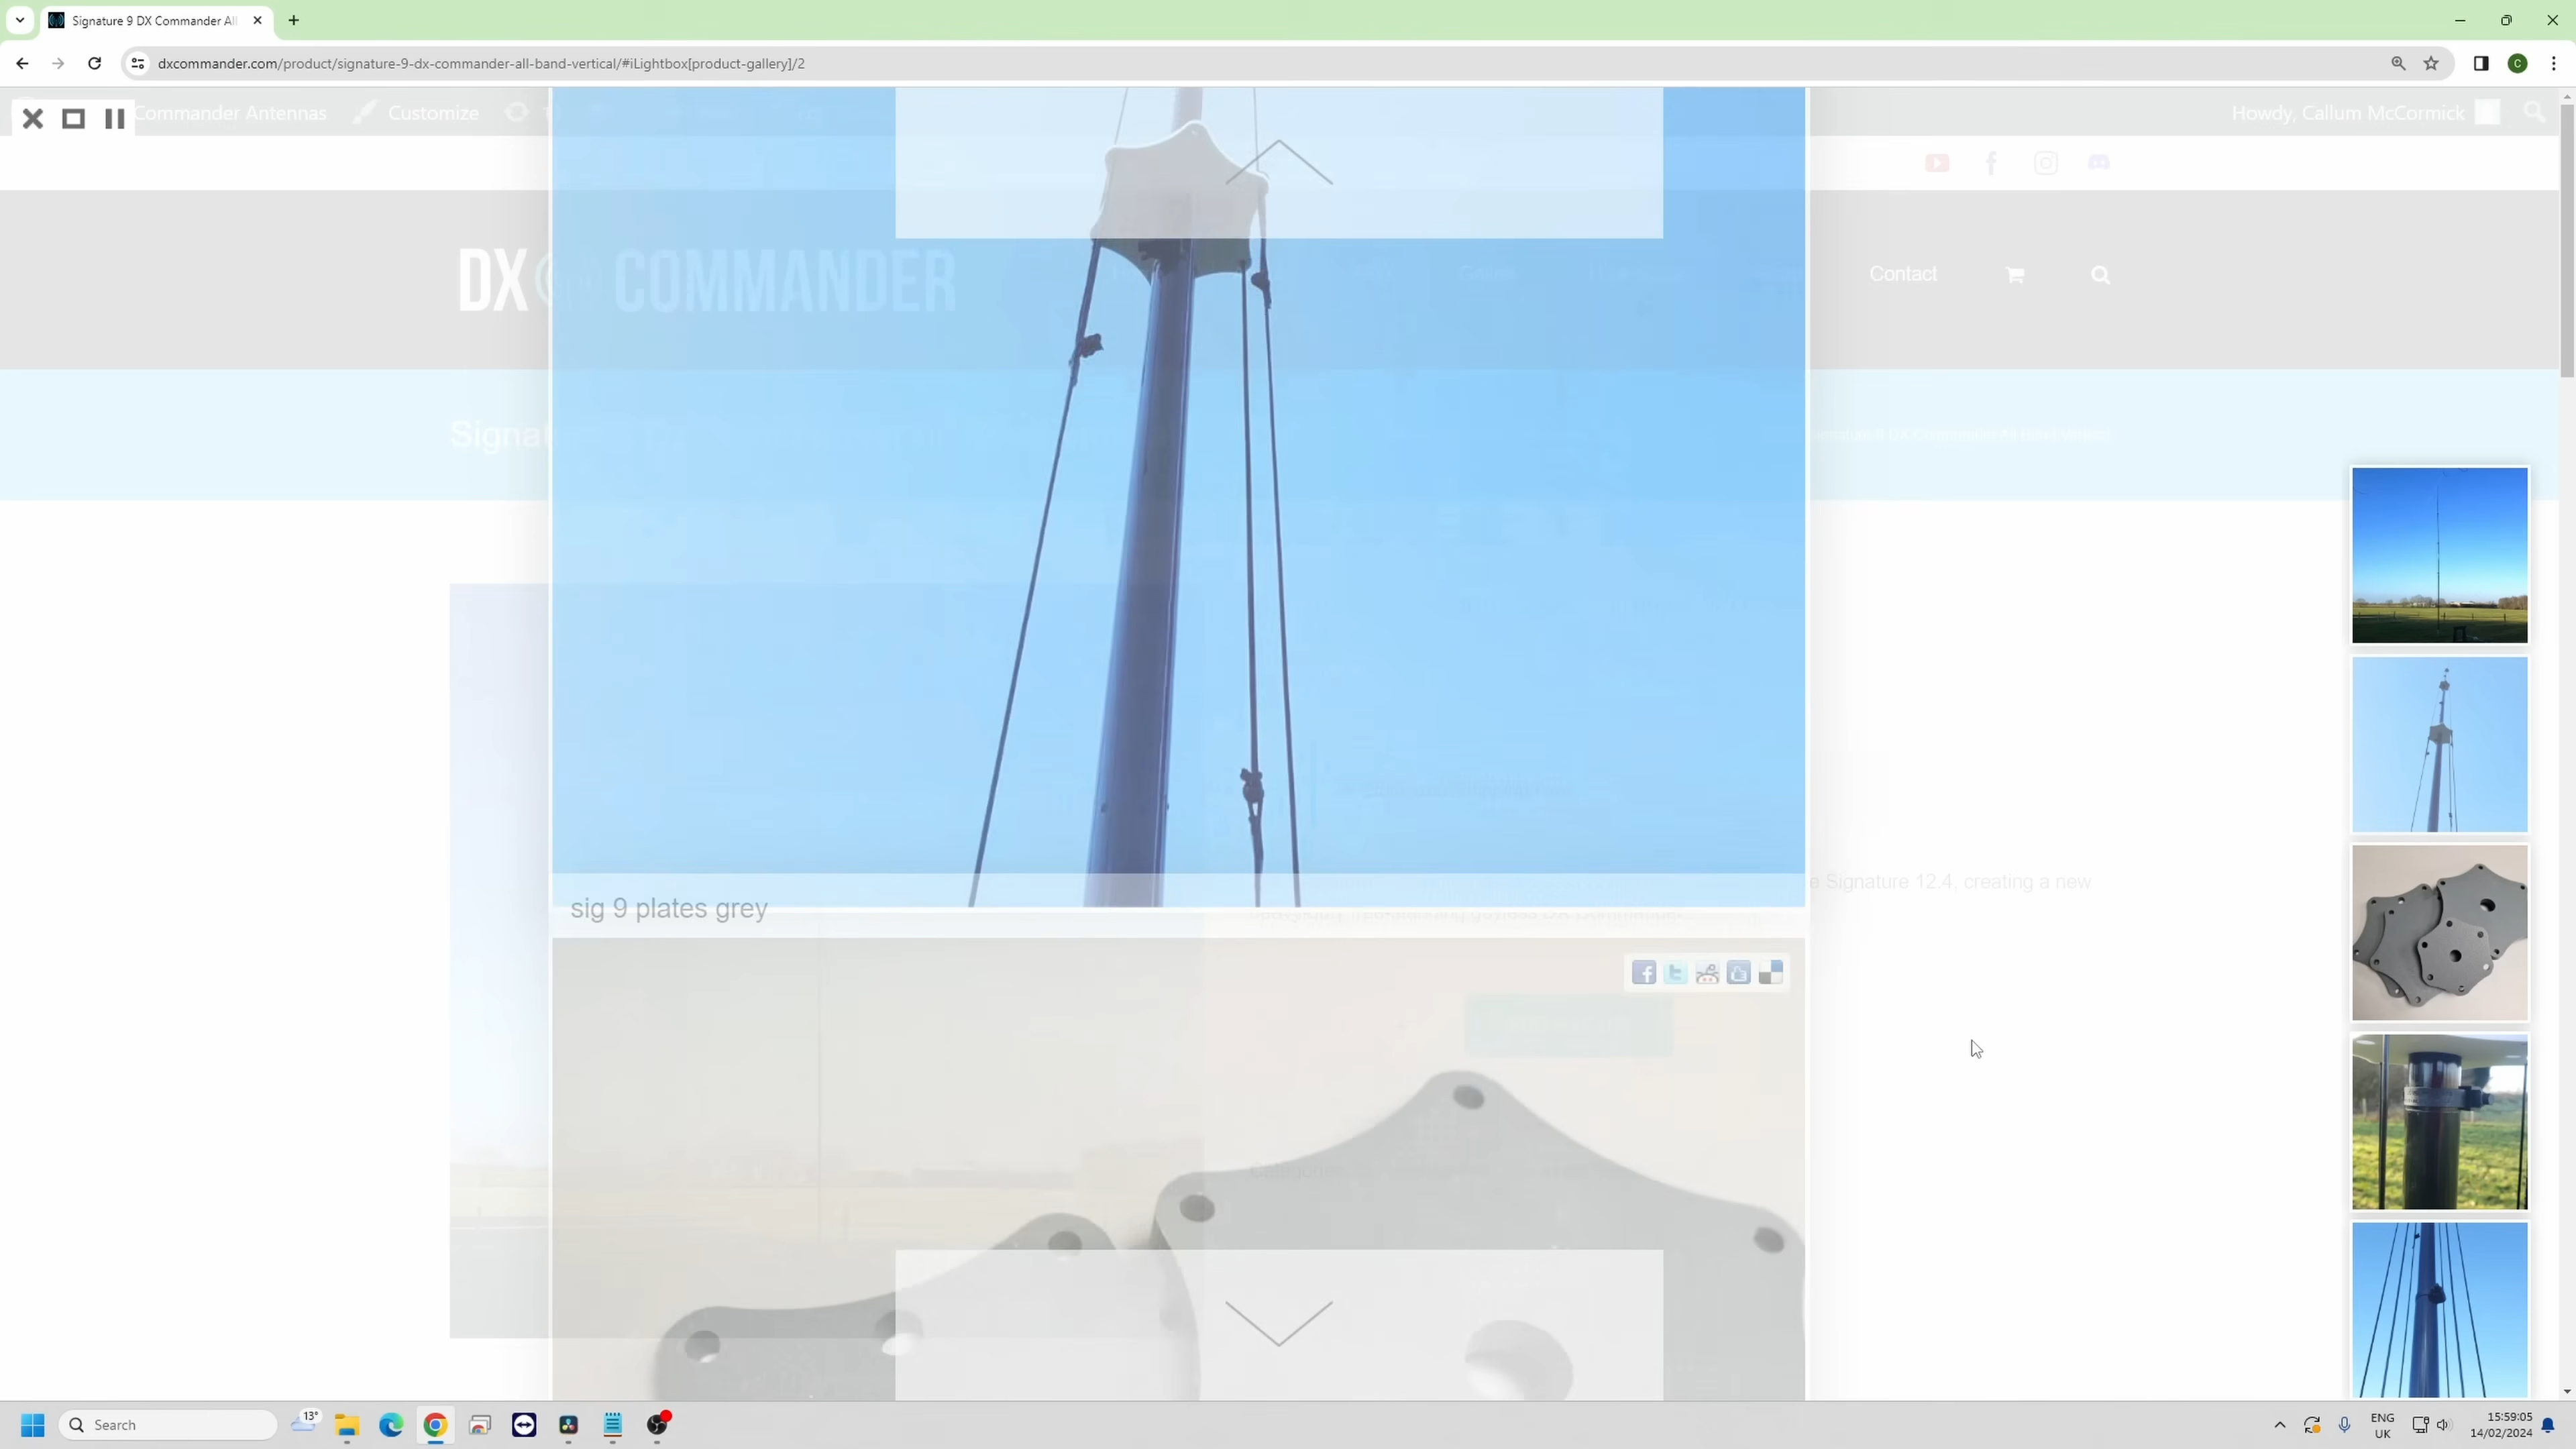 Signature 9 DX Commander All
dxcommander.com/product/signature-9-dx-commander-all-band-vertical/#iLightbox[product-gallery]/2
C
Commander Antennas
Customize
Howdy, Callum McCormick
DX COMMANDER
Contact
Signat
sig 9 plates grey
Signature 12.4, creating a new
13°
Search
ENG
UK
15:59:05
14/02/2024